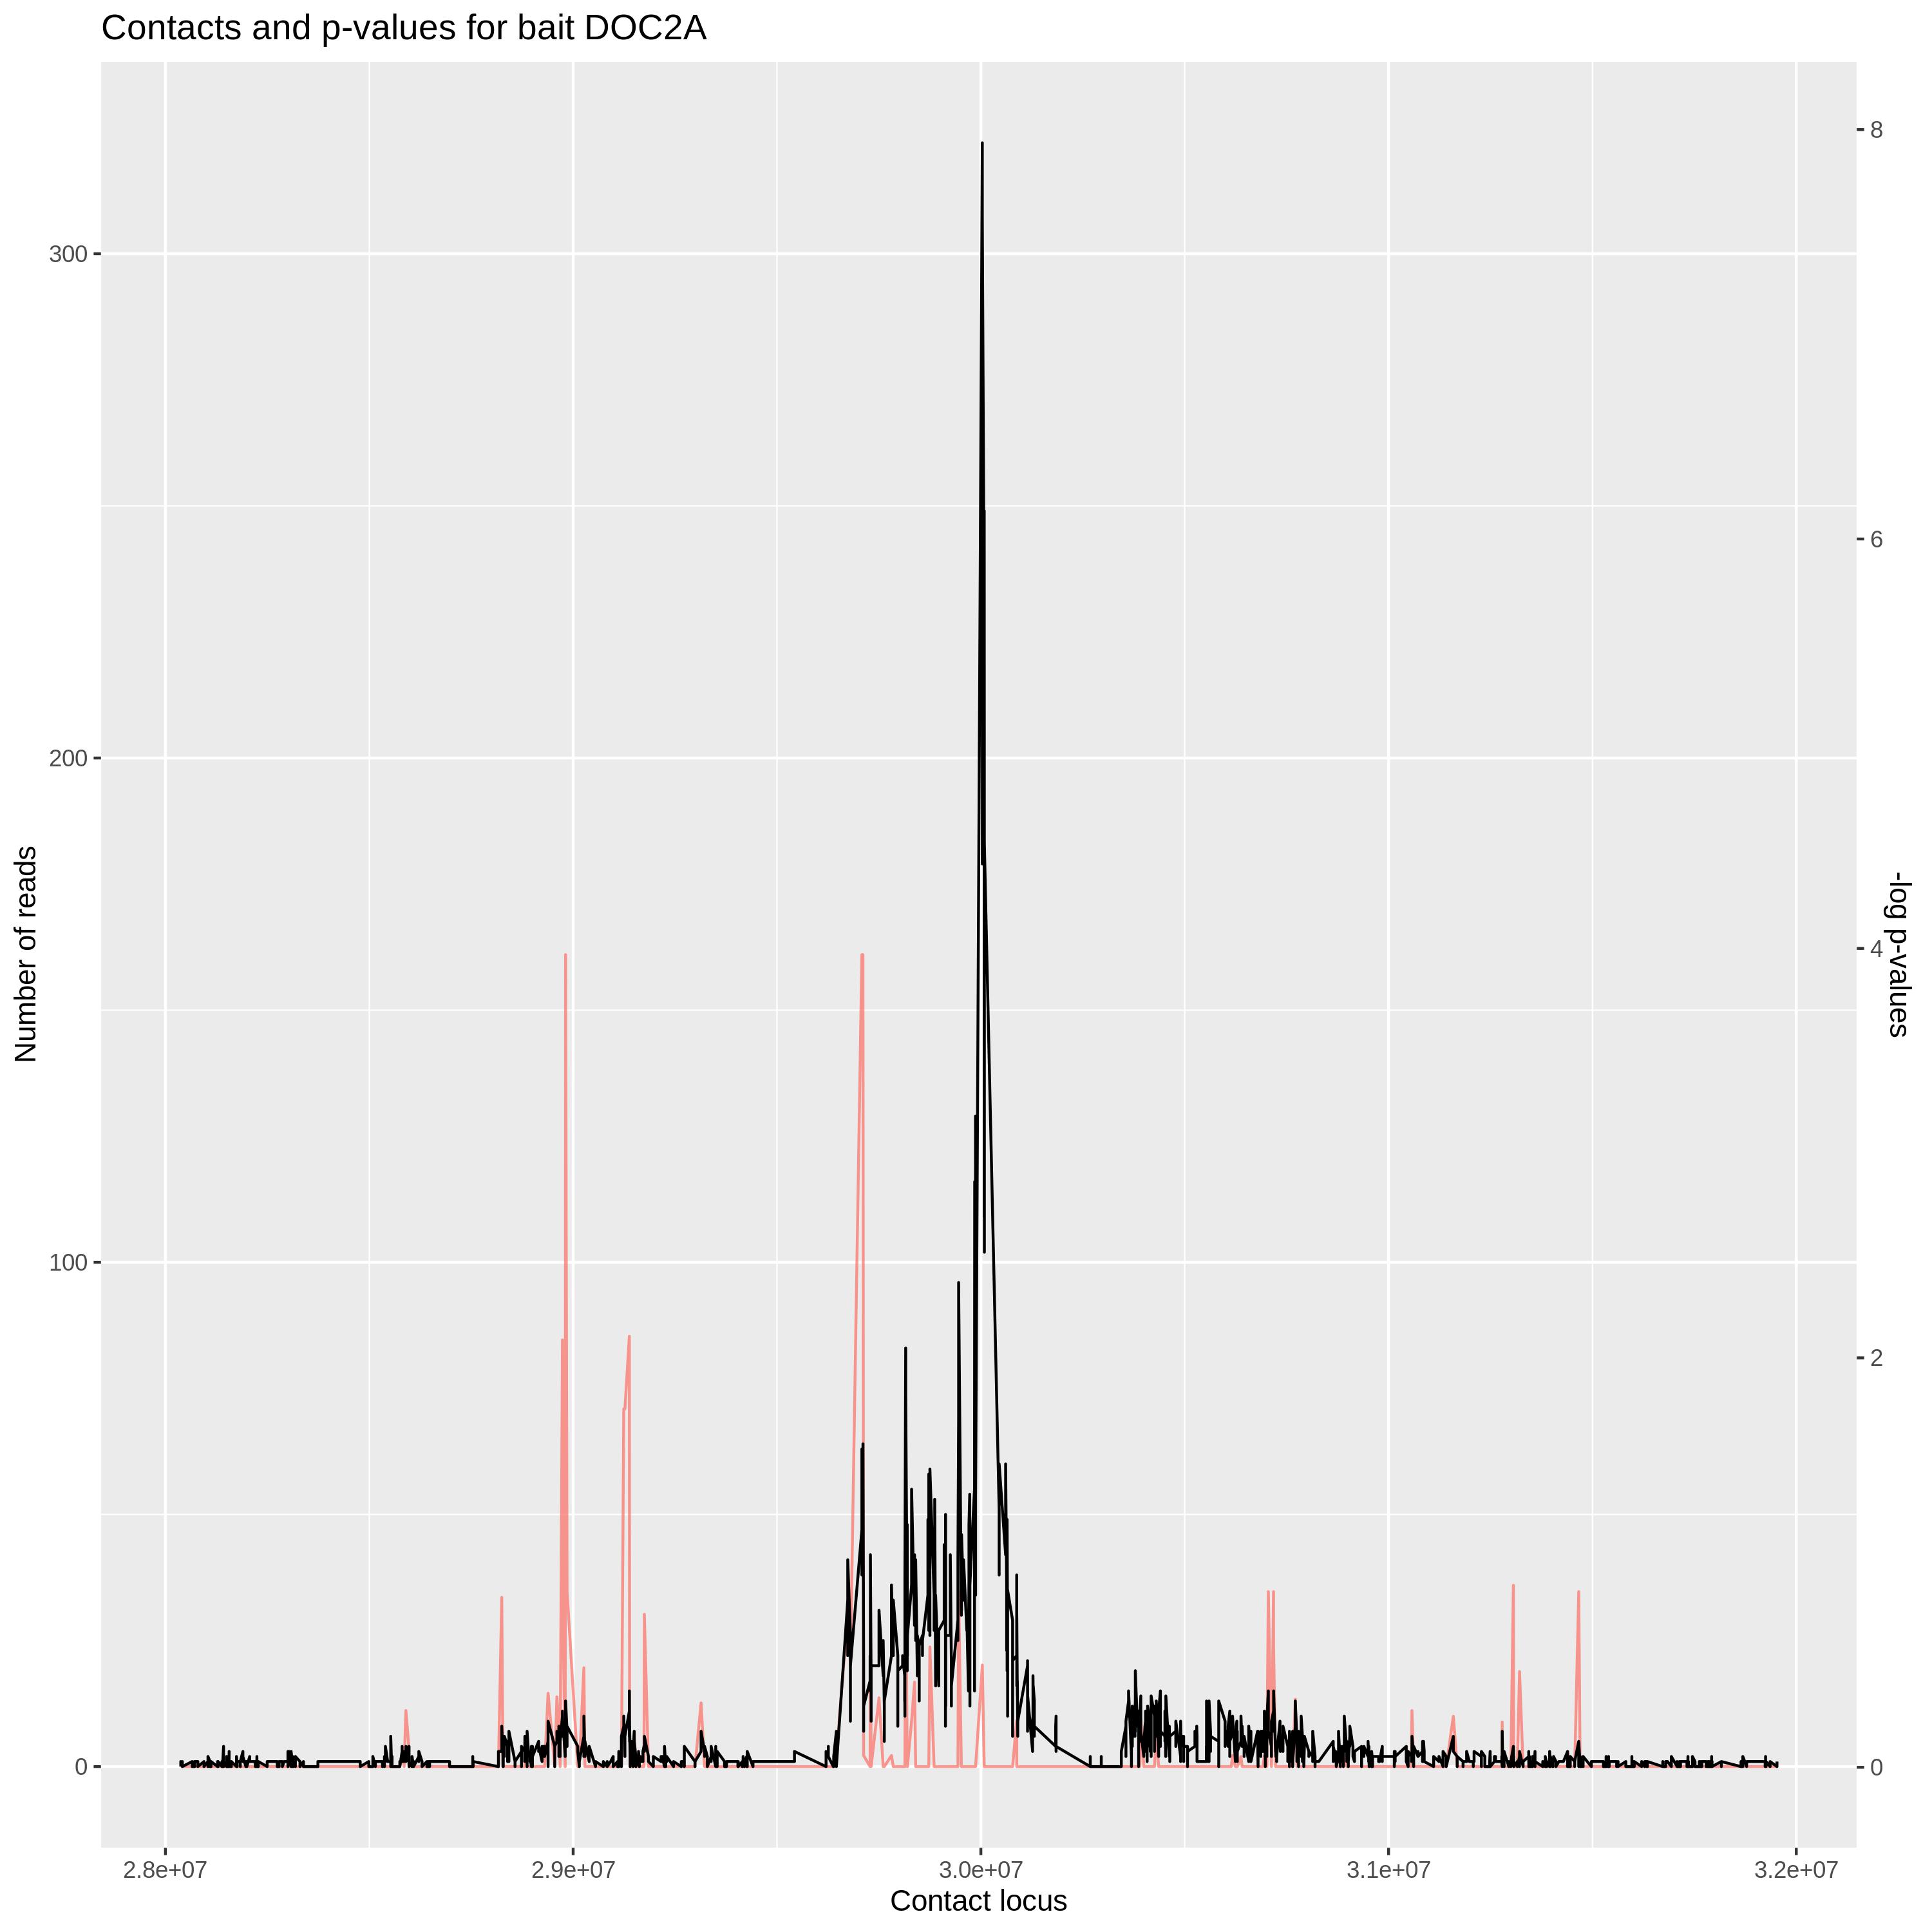 Contacts and p-values for bait DOC2A
Number of reads
300
200
100
0
8
6
4
2
0
-log p-values
2.8e+07
2.9e+07
3.0e+07
3.1e+07
3.2e+07
Contact locus